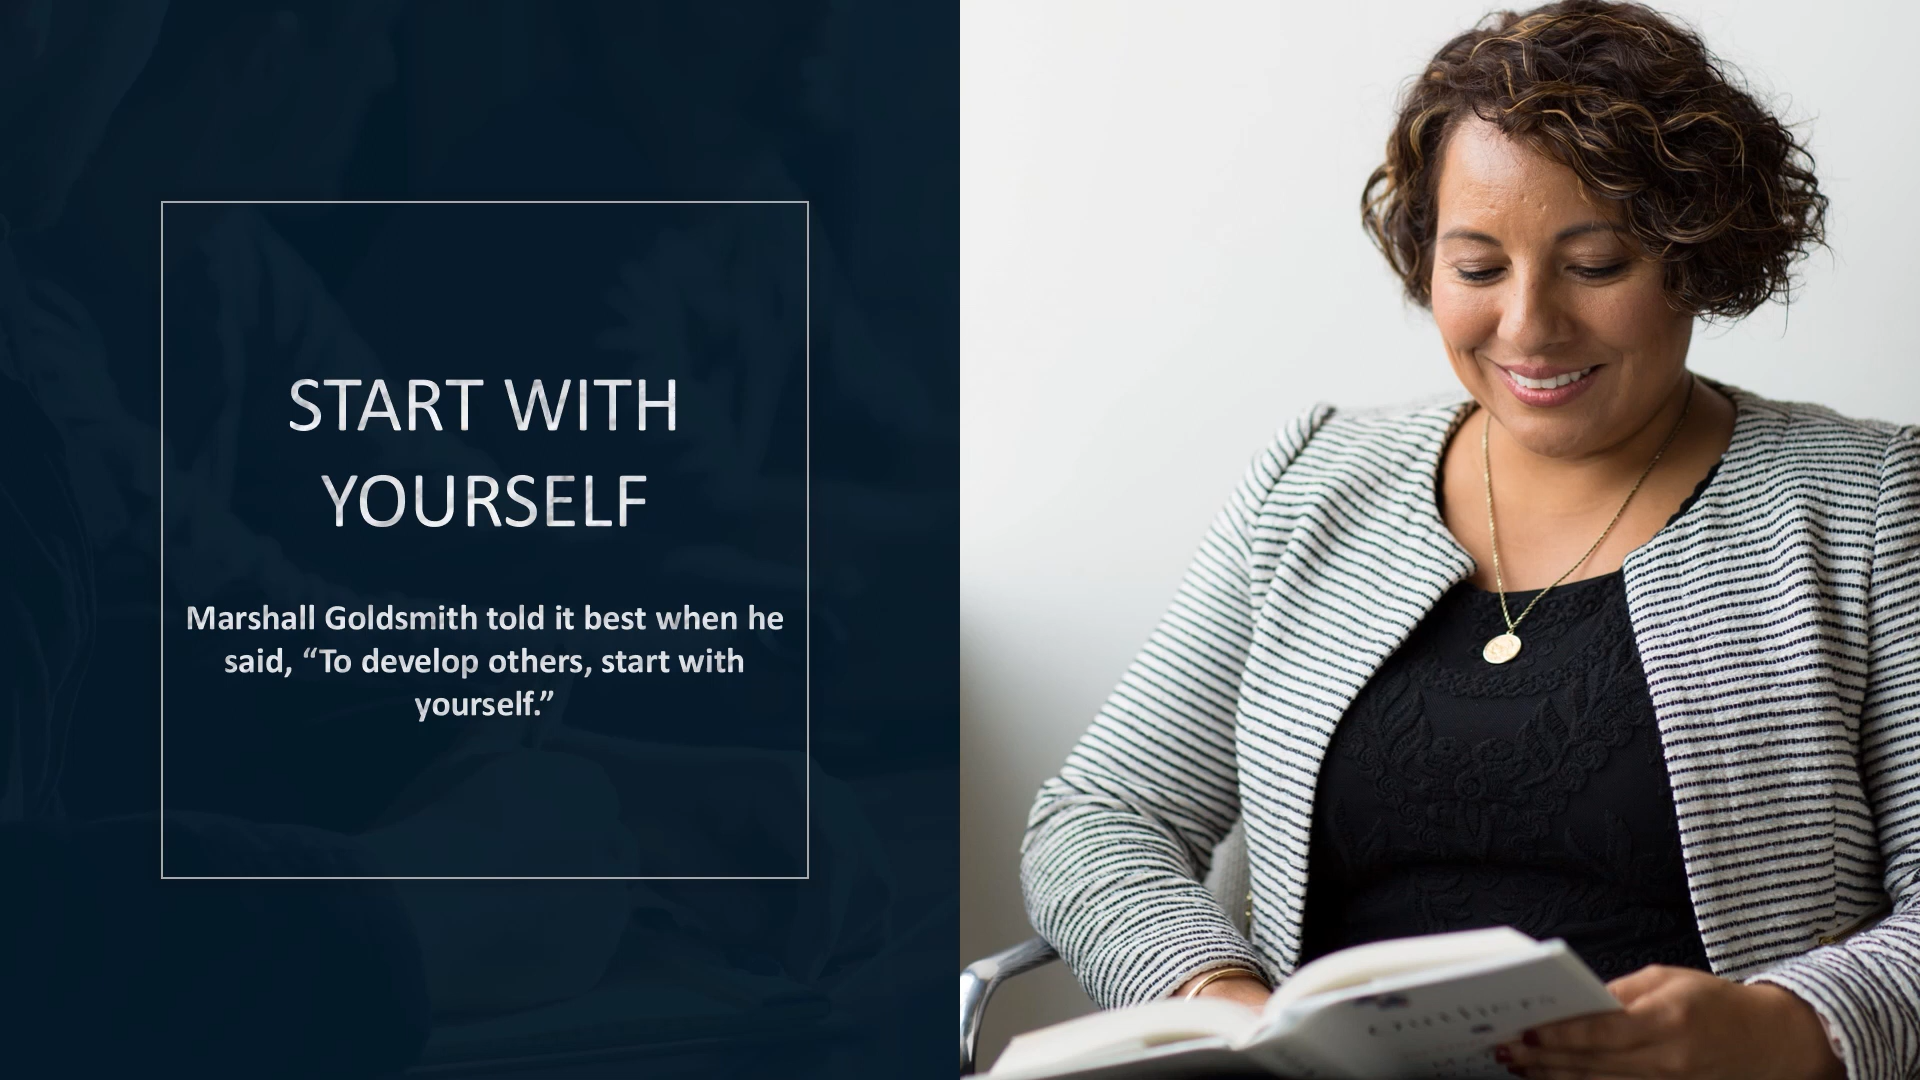 START WITH
YOURSELF
Marshall Goldsmith told it best when he
said, “To develop others, start with
yourself.”